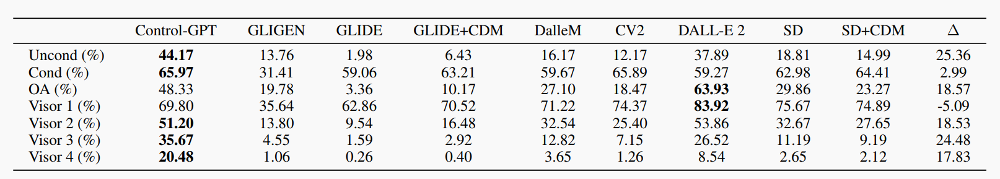 Control-GPT GLIGEN GLIDE GLIDE+CDM DalleM CV2 DALL-E 2 SD SD+CDM Δ
Uncond (%) 44.17 13.76 1.98 6.43 16.17 12.17 37.89 18.81 14.99 25.36
Cond (%) 65.97 31.41 59.06 63.21 59.67 65.89 59.27 62.98 64.41 2.99
OA (%) 48.33 19.78 3.36 10.17 27.10 18.47 63.93 29.86 23.27 18.57
Visor 1 (%) 69.80 35.64 62.86 70.52 71.22 74.37 83.92 75.67 74.89 -5.09
Visor 2 (%) 51.20 13.80 9.54 16.48 32.54 25.40 53.86 32.67 27.65 18.53
Visor 3 (%) 35.67 4.55 1.59 2.92 12.82 7.15 26.52 11.19 9.19 24.48
Visor 4 (%) 20.48 1.06 0.26 0.40 3.65 1.26 8.54 2.65 2.12 17.83